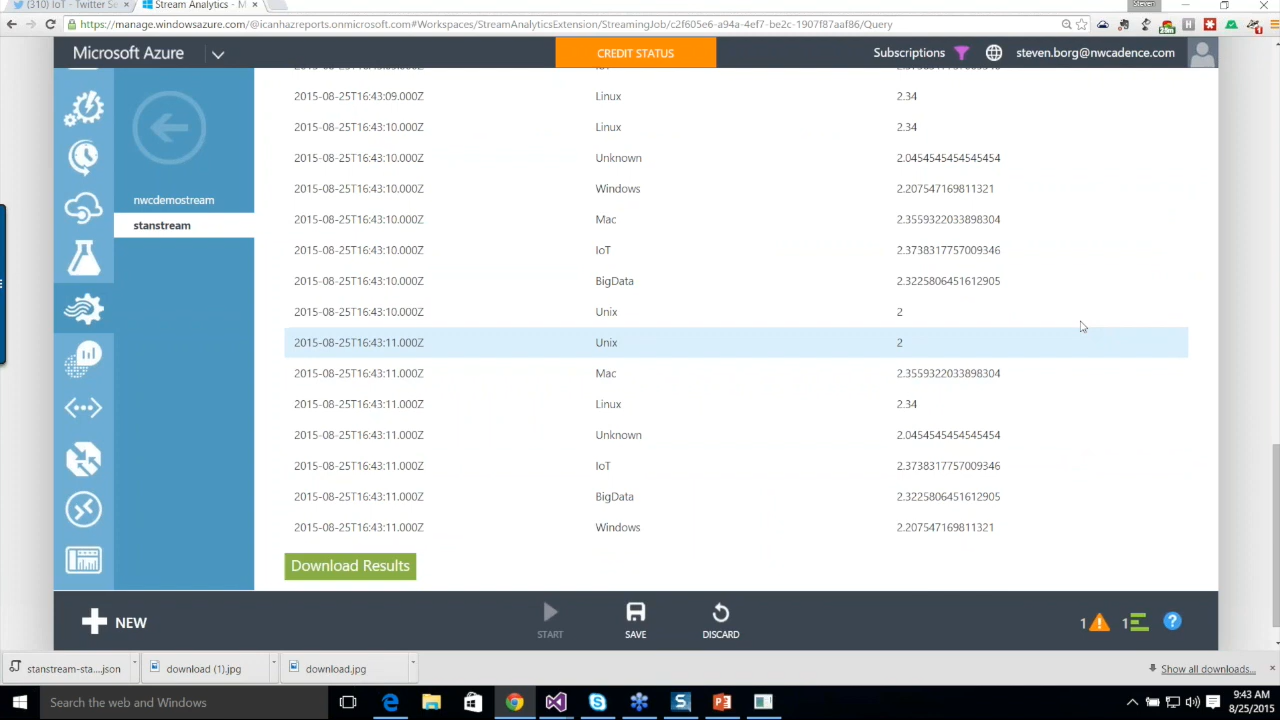 (310) IoT - Twitter Se
Stream Analytics - M
Steven
https://manage.windowsazure.com/@icanhazreports.onmicrosoft.com#Workspaces/StreamAnalyticsExtension/StreamingJob/c2f605e6-a94a-4ef7-be2c-1907f87aaf86/Query
Microsoft Azure
CREDIT STATUS
Subscriptions
steven.borg@nwcadence.com
2015-08-25T16:43:09.000Z Linux 2.34
2015-08-25T16:43:10.000Z Linux 2.34
2015-08-25T16:43:10.000Z Unknown 2.0454545454545454
2015-08-25T16:43:10.000Z Windows 2.207547169811321
2015-08-25T16:43:10.000Z Mac 2.3559322033898304
2015-08-25T16:43:10.000Z IoT 2.3738317757009346
2015-08-25T16:43:10.000Z BigData 2.3225806451612905
2015-08-25T16:43:10.000Z Unix 2
2015-08-25T16:43:11.000Z Unix 2
2015-08-25T16:43:11.000Z Mac 2.3559322033898304
2015-08-25T16:43:11.000Z Linux 2.34
2015-08-25T16:43:11.000Z Unknown 2.0454545454545454
2015-08-25T16:43:11.000Z IoT 2.3738317757009346
2015-08-25T16:43:11.000Z BigData 2.3225806451612905
2015-08-25T16:43:11.000Z Windows 2.207547169811321
nwcdemostream
stanstream
Download Results
NEW
START
SAVE
DISCARD
1
1
?
stanstream-sta....json
download (1).jpg
download.jpg
Show all downloads...
Search the web and Windows
9:43 AM
8/25/2015